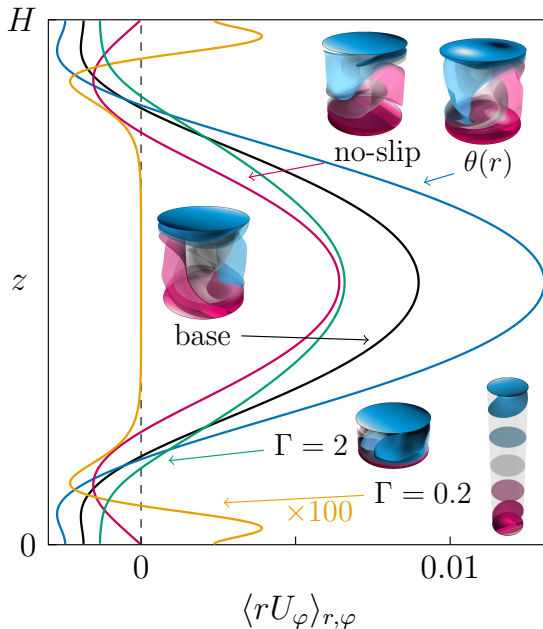 H
no-slip
θ(r)
z
base
Γ = 2
Γ = 0.2
×100
0
0
0.01
⟨rU_φ⟩_{r,φ}